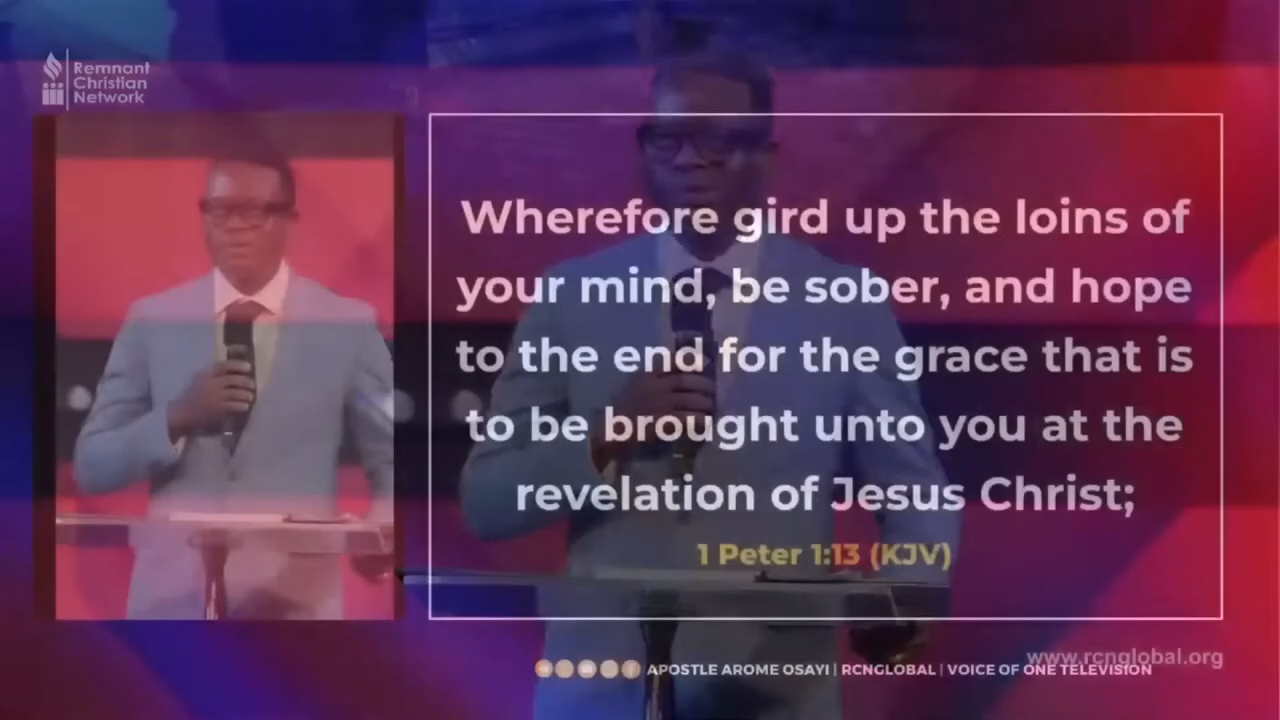 Remnant
Christian
Network
Wherefore gird up the loins of
your mind, be sober, and hope
to the end for the grace that is
to be brought unto you at the
revelation of Jesus Christ;
1 Peter 1:13 (KJV)
www.rcnglobal.org
APOSTLE AROME OSAYI | RCNGLOBAL | VOICE OF ONE TELEVISION